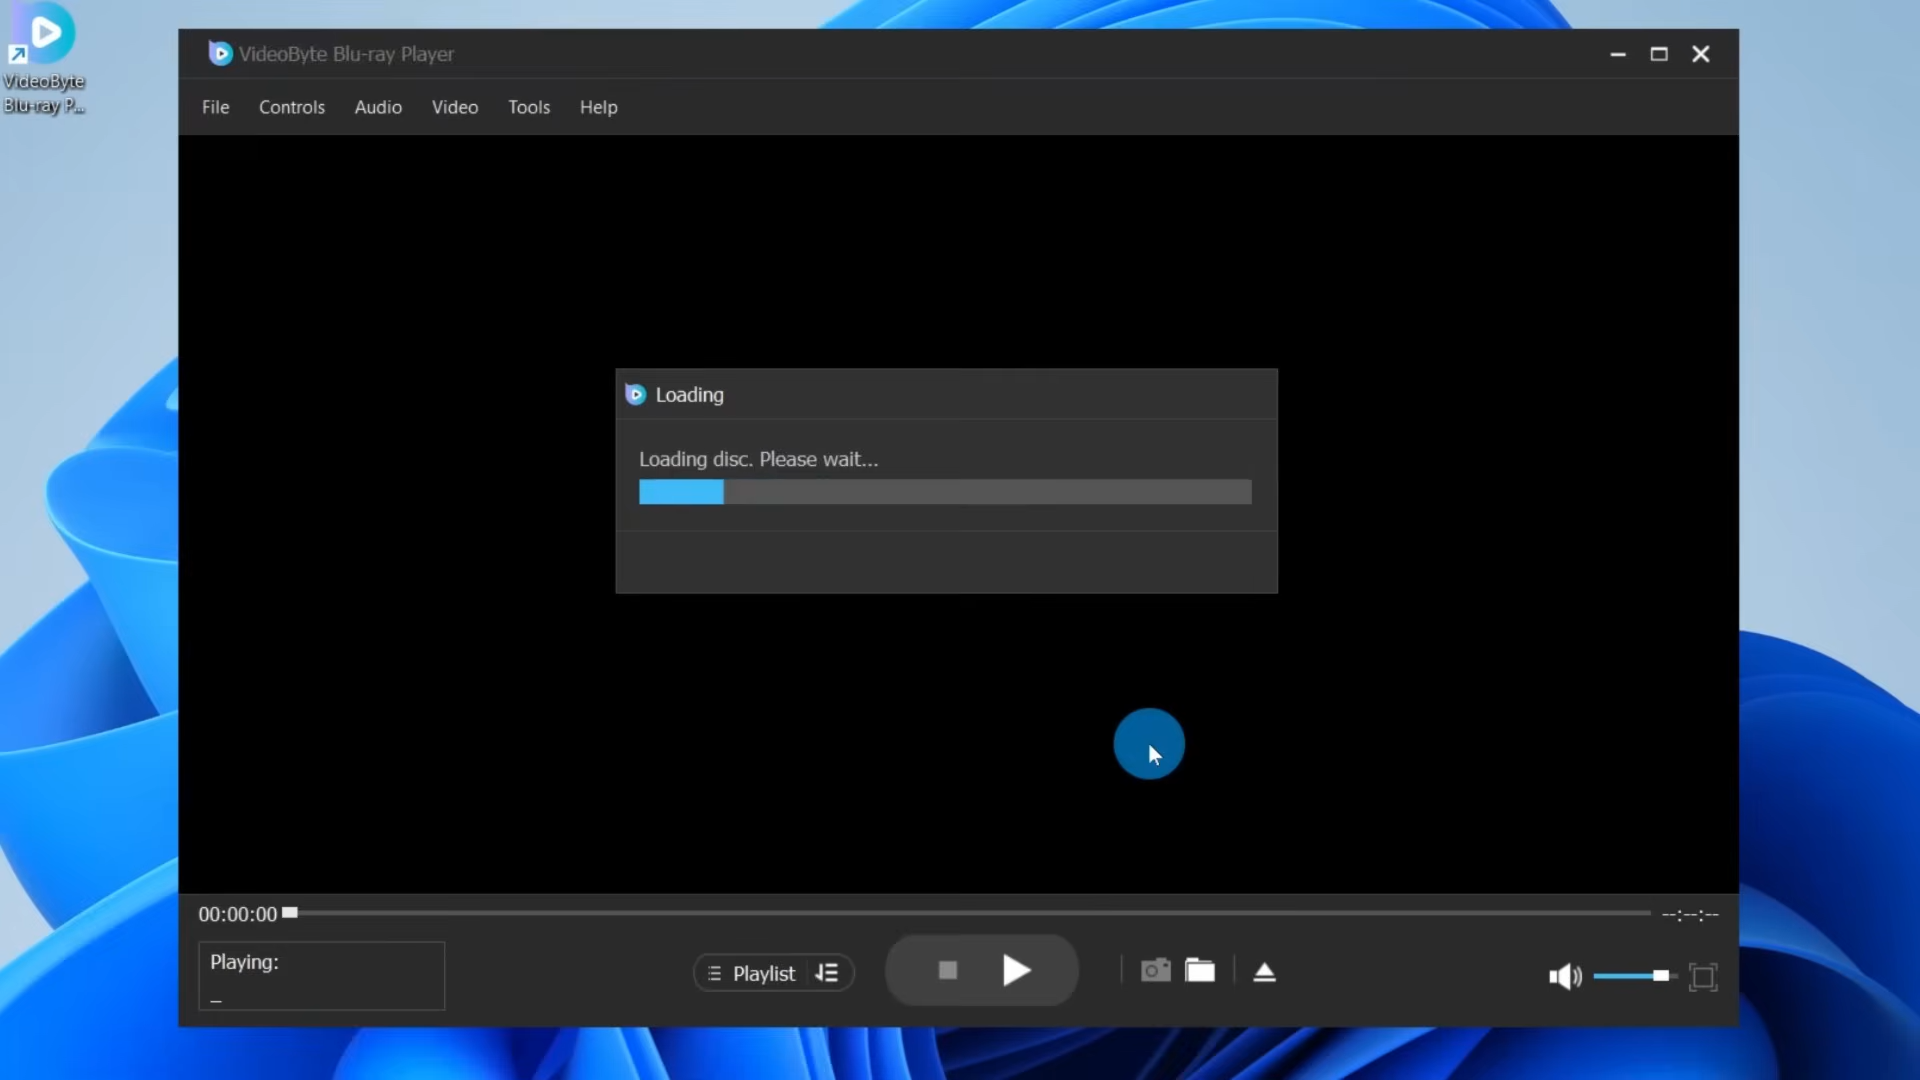 VideoByte
Blu-ray P...
VideoByte Blu-ray Player
File Controls Audio Video Tools Help
Loading
Loading disc. Please wait...
00:00:00 --:--:--
Playing:
_
Playlist